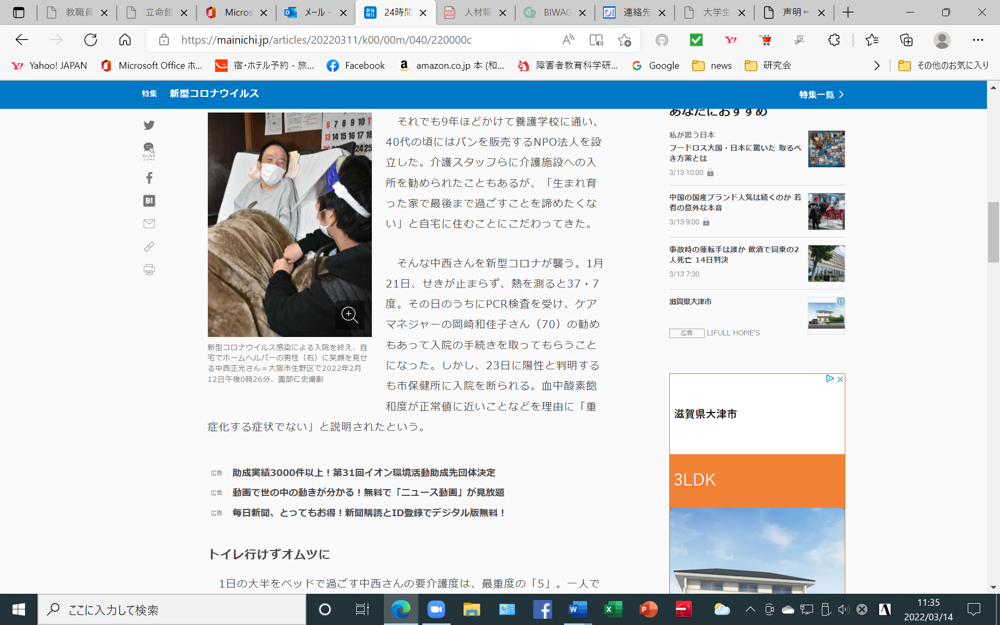 教職員
立命館
Micros
メール -
24時間
人材報
BIWAG
連絡先
大学生
声明＝
https://mainichi.jp/articles/20220311/k00/00m/040/220000c
Yahoo! JAPAN
Microsoft Office ホ...
宿・ホテル予約 - 旅...
Facebook
amazon.co.jp 本 (和...
障害者教育科学研...
Google
news
研究会
その他のお気に入り
特集 新型コロナウイルス
特集一覧
みんなの
ツイート
B!
それでも9年ほどかけて養護学校に通い、
40代の頃にはパンを販売するNPO法人を設
立した。介護スタッフらに介護施設への入
所を勧められたこともあるが、「生まれ育
った家で最後まで過ごすことを諦めたくな
い」と自宅に住むことにこだわってきた。
そんな中西さんを新型コロナが襲う。1月
21日、せきが止まらず、熱を測ると37・7
度。その日のうちにPCR検査を受け、ケア
マネジャーの岡崎和佳子さん（70）の勧め
もあって入院の手続きを取ってもらうこと
になった。しかし、23日に陽性と判明する
も市保健所に入院を断られる。血中酸素飽
和度が正常値に近いことなどを理由に「重
症化する症状でない」と説明されたという。
新型コロナウイルス感染による入院を終え、自
宅でホームヘルパーの男性（右）に笑顔を見せ
る中西正光さん＝大阪市生野区で2022年2月
12日午後0時26分、園部仁史撮影
広告 助成実績3000件以上！第31回イオン環境活動助成先団体決定
広告 動画で世の中の動きが分かる！無料で「ニュース動画」が見放題
広告 毎日新聞、とってもお得！新聞購読とID登録でデジタル版無料！
トイレ行けずオムツに
1日の大半をベッドで過ごす中西さんの要介護度は、最重度の「5」。一人で
あなたにおすすめ
私が思う日本
フードロス大国・日本に驚いた 取るべ
き方策とは
3/13 10:00
中国の国産ブランド人気は続くのか 若
者の意外な本音
3/13 9:00
事故時の運転手は誰か 飲酒で同乗の2
人死亡 14日判決
3/13 7:30
滋賀県大津市
広告 LIFULL HOME'S
滋賀県大津市
3LDK
ここに入力して検索
11:35
2022/03/14